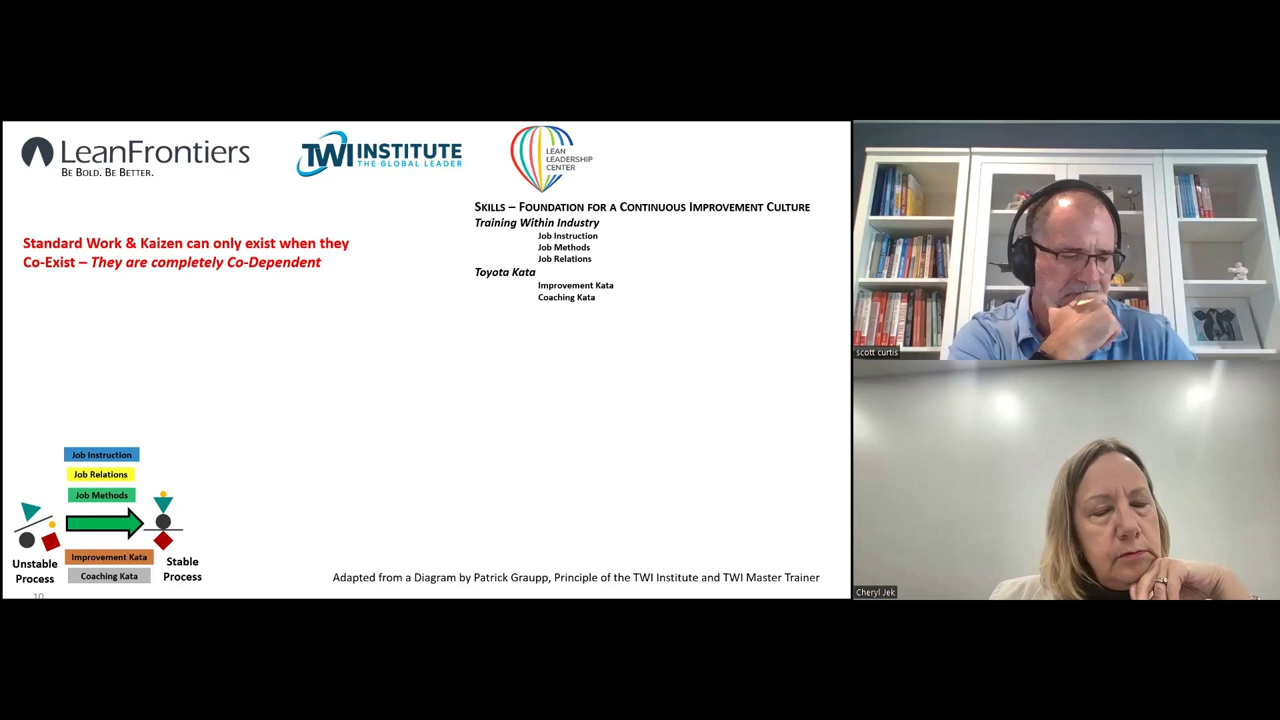 LeanFrontiers
BE BOLD. BE BETTER.
TWI INSTITUTE
THE GLOBAL LEADER
LEAN
LEADERSHIP
CENTER
SKILLS – FOUNDATION FOR A CONTINUOUS IMPROVEMENT CULTURE
Training Within Industry
Job Instruction
Job Methods
Job Relations
Toyota Kata
Improvement Kata
Coaching Kata
Standard Work & Kaizen can only exist when they
Co-Exist – They are completely Co-Dependent
Job Instruction
Job Relations
Job Methods
Improvement Kata
Coaching Kata
Unstable
Process
Stable
Process
Adapted from a Diagram by Patrick Graupp, Principle of the TWI Institute and TWI Master Trainer
10
scott curtis
Cheryl Jek